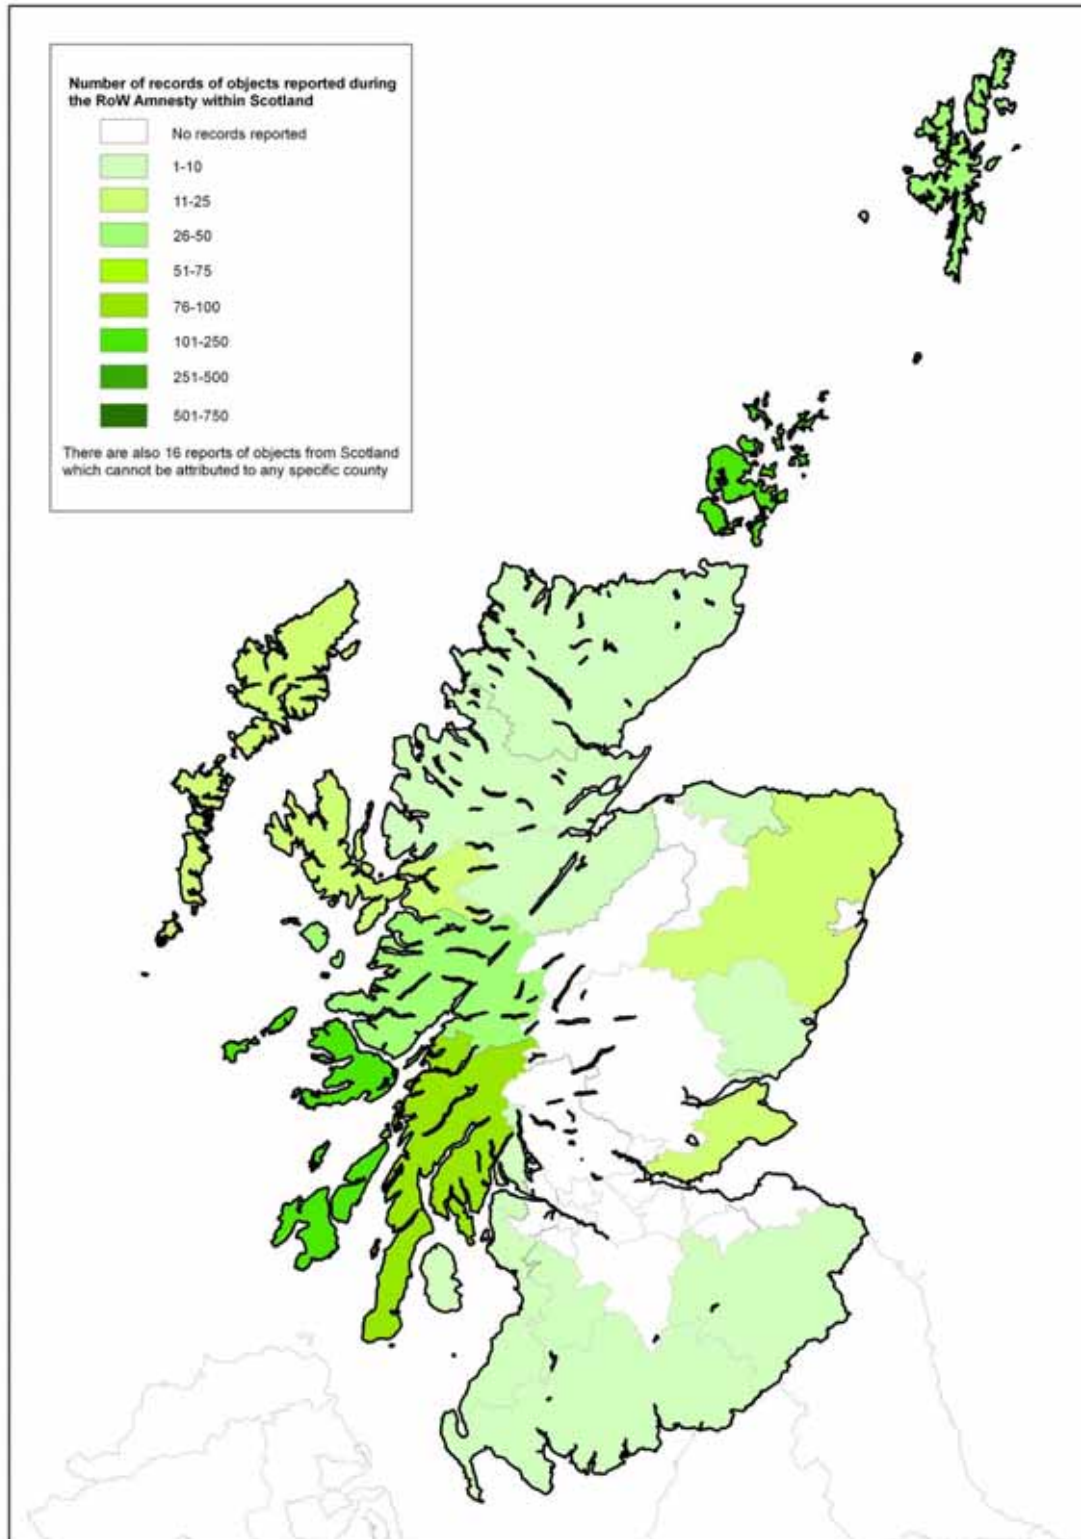 Number of records of objects reported during
the RoW Amnesty within Scotland
No records reported
1-10
11-25
26-50
51-75
76-100
101-250
251-500
501-750
There are also 16 reports of objects from Scotland
which cannot be attributed to any specific county